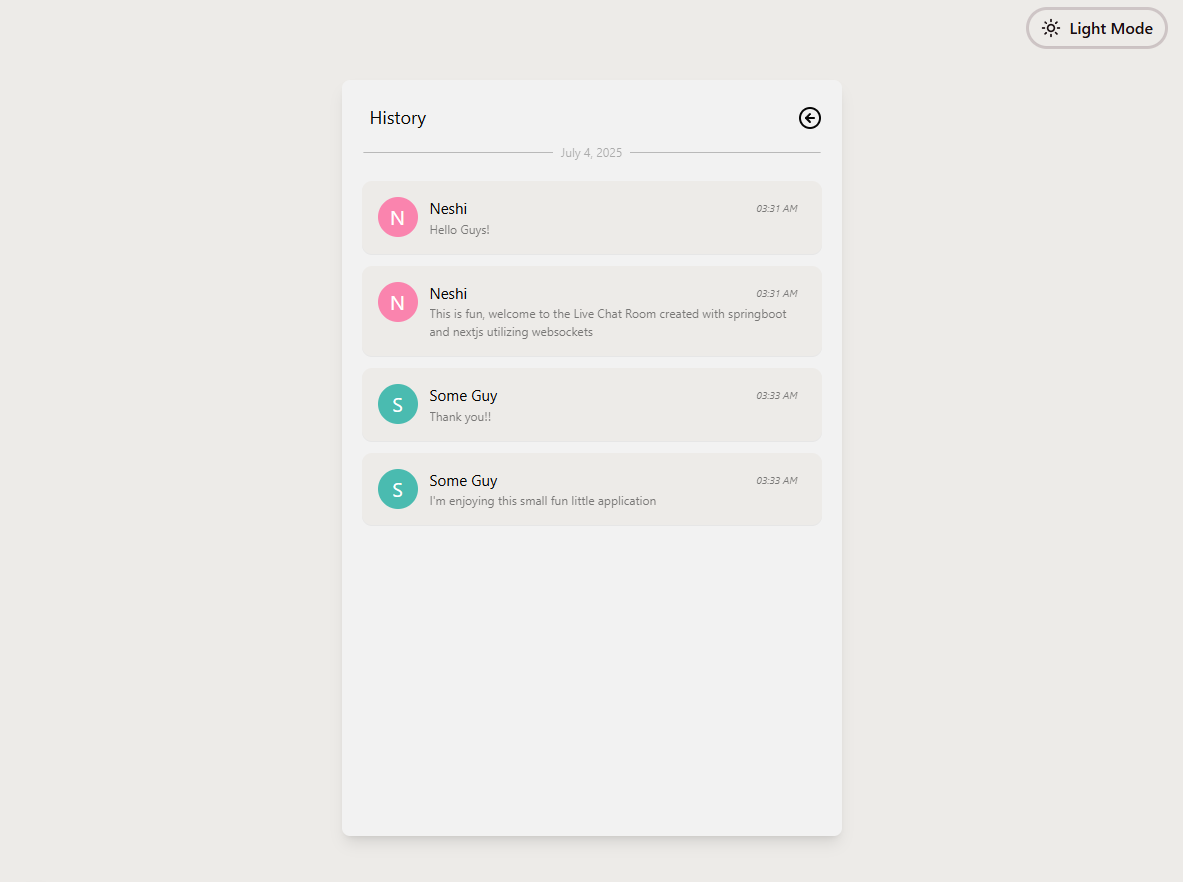 Light Mode
History
July 4, 2025
N
Neshi
03:31 AM
Hello Guys!
N
Neshi
03:31 AM
This is fun, welcome to the Live Chat Room created with springboot
and nextjs utilizing websockets
S
Some Guy
03:33 AM
Thank you!!
S
Some Guy
03:33 AM
I'm enjoying this small fun little application